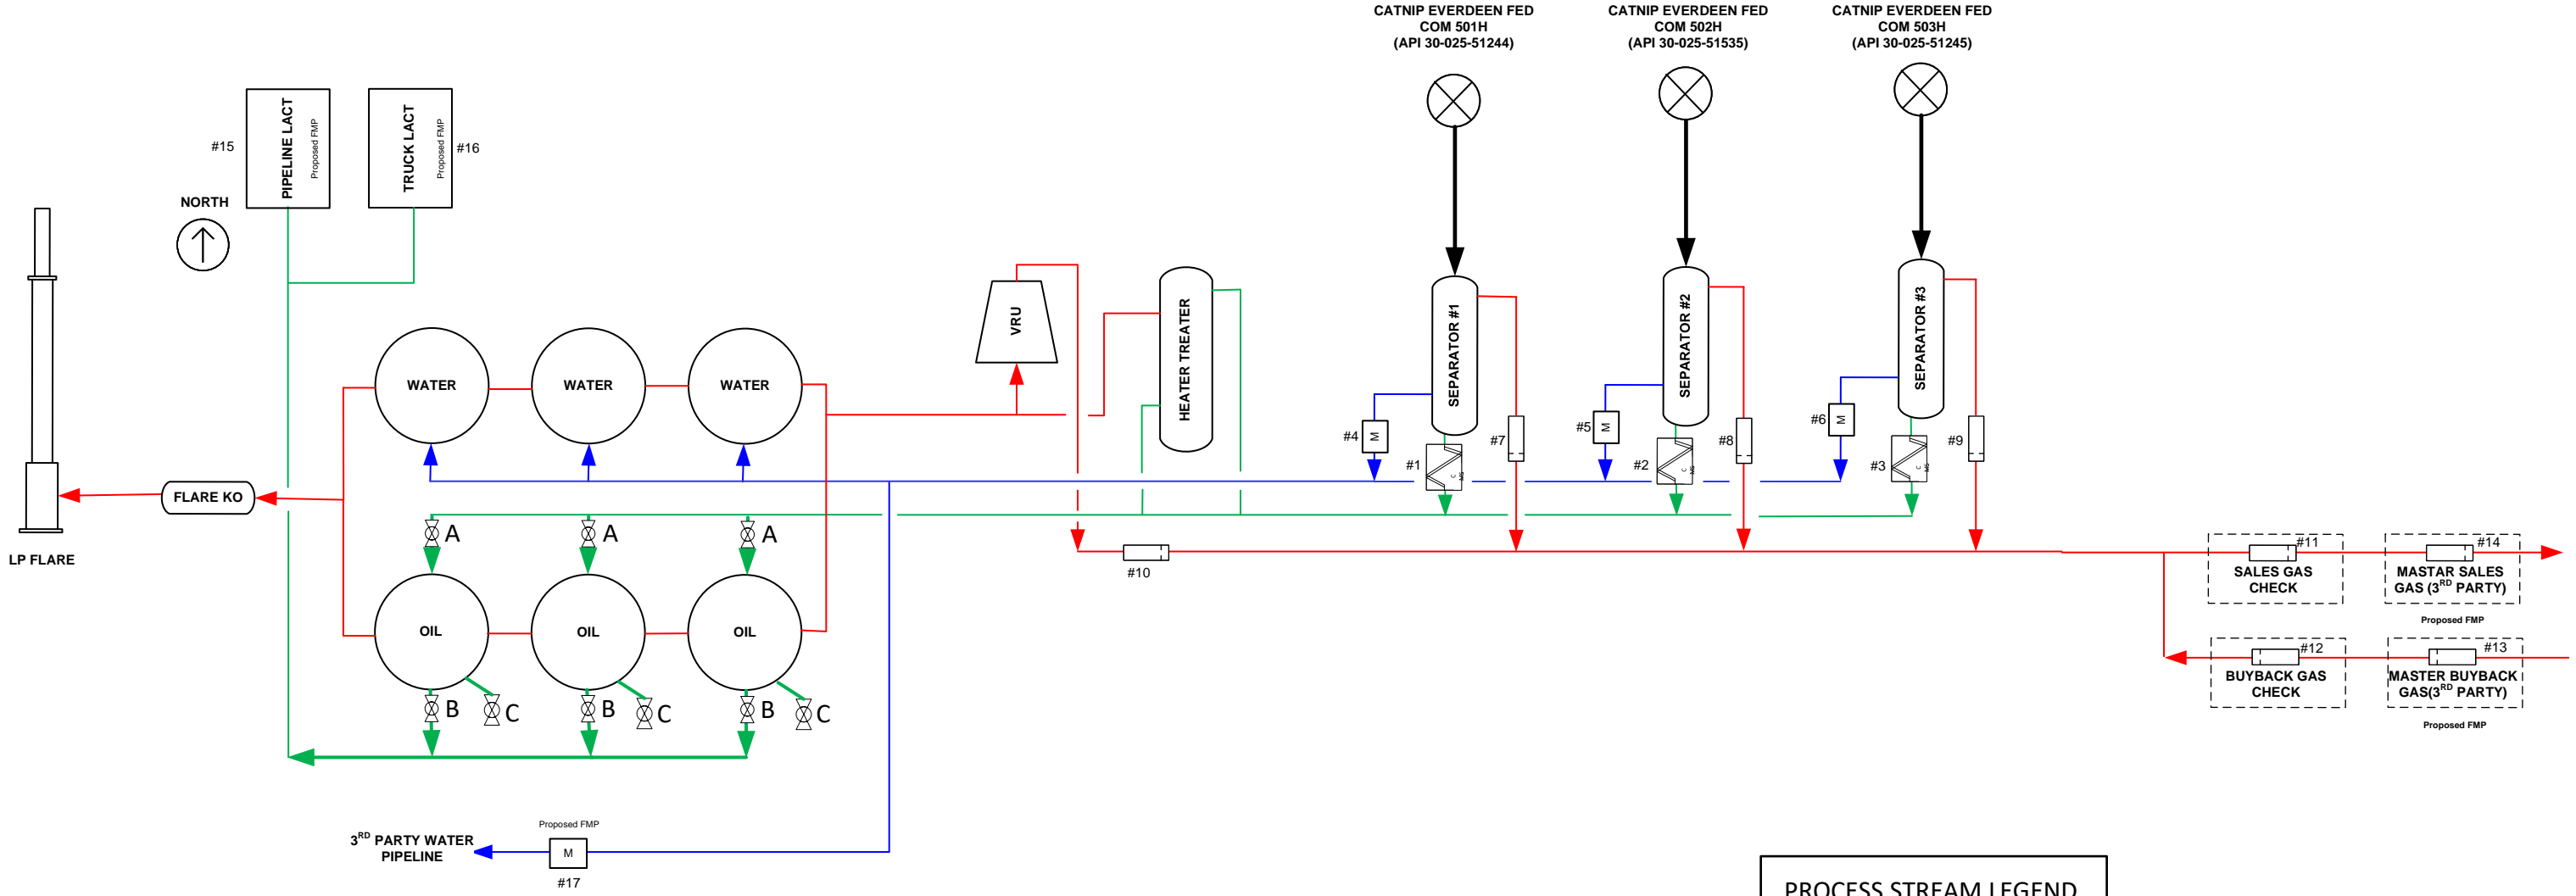 CATNIP EVERDEEN FED
COM 501H
(API 30-025-51244)
CATNIP EVERDEEN FED
COM 502H
(API 30-025-51535)
CATNIP EVERDEEN FED
COM 503H
(API 30-025-51245)
#15
PIPELINE LACT
Proposed FMP
TRUCK LACT
Proposed FMP
#16
NORTH
LP FLARE
FLARE KO
WATER
WATER
WATER
VRU
HEATER TREATER
SEPARATOR #1
SEPARATOR #2
SEPARATOR #3
#4
M
#1
C
MS
#7
#5
M
#2
C
MS
#8
#6
M
#3
C
MS
#9
A
A
A
OIL
OIL
OIL
B
C
B
C
B
C
#10
#11
SALES GAS
CHECK
#14
MASTAR SALES
GAS (3RD PARTY)
Proposed FMP
#12
BUYBACK GAS
CHECK
#13
MASTER BUYBACK
GAS(3RD PARTY)
Proposed FMP
3RD PARTY WATER
PIPELINE
Proposed FMP
M
#17
PROCESS STREAM LEGEND